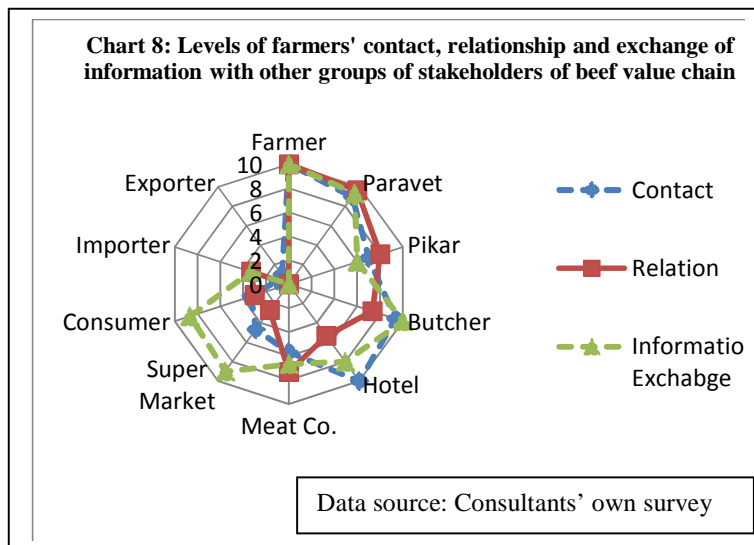 Chart 8: Levels of farmers' contact, relationship and exchange of
information with other groups of stakeholders of beef value chain
Farmer
Paravet
Pikar
Butcher
Hotel
Meat Co.
Super
Market
Consumer
Importer
Exporter
10
8
6
4
2
0
Contact
Relation
Informatio
Exchabge
Data source: Consultants' own survey